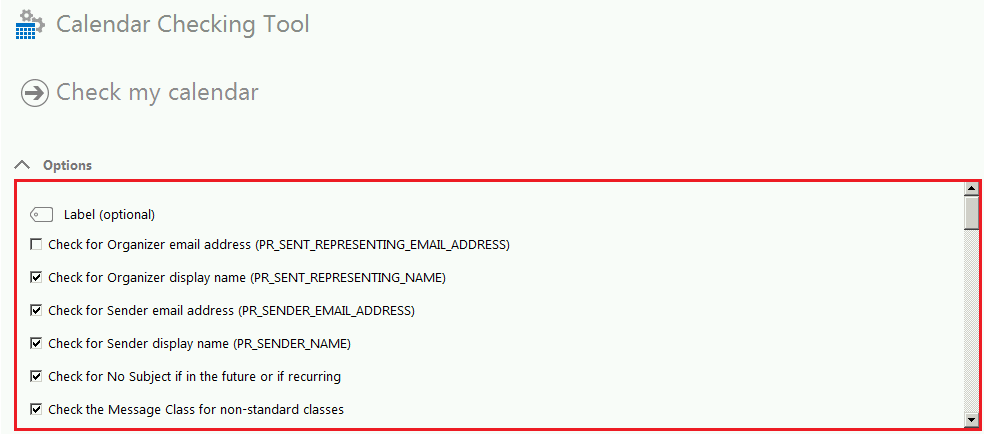 Calendar Checking Tool
Check my calendar
Options
Label (optional)
Check for Organizer email address (PR_SENT_REPRESENTING_EMAIL_ADDRESS)
Check for Organizer display name (PR_SENT_REPRESENTING_NAME)
Check for Sender email address (PR_SENDER_EMAIL_ADDRESS)
Check for Sender display name (PR_SENDER_NAME)
Check for No Subject if in the future or if recurring
Check the Message Class for non-standard classes